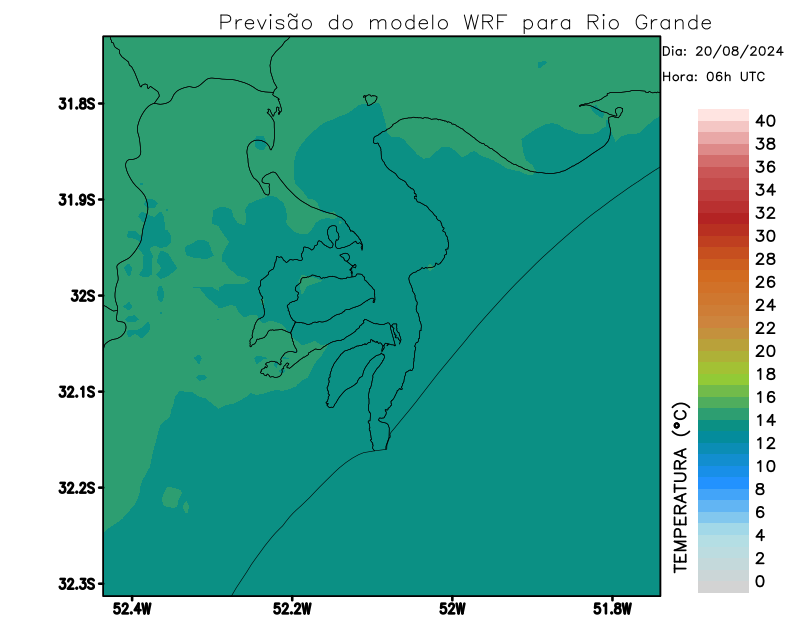 Previsão do modelo WRF para Rio Grande
Dia: 20/08/2024
Hora: 06h UTC
31.8S
31.9S
32S
32.1S
32.2S
32.3S
52.4W
52.2W
52W
51.8W
TEMPERATURA (°C)
40
38
36
34
32
30
28
26
24
22
20
18
16
14
12
10
8
6
4
2
0